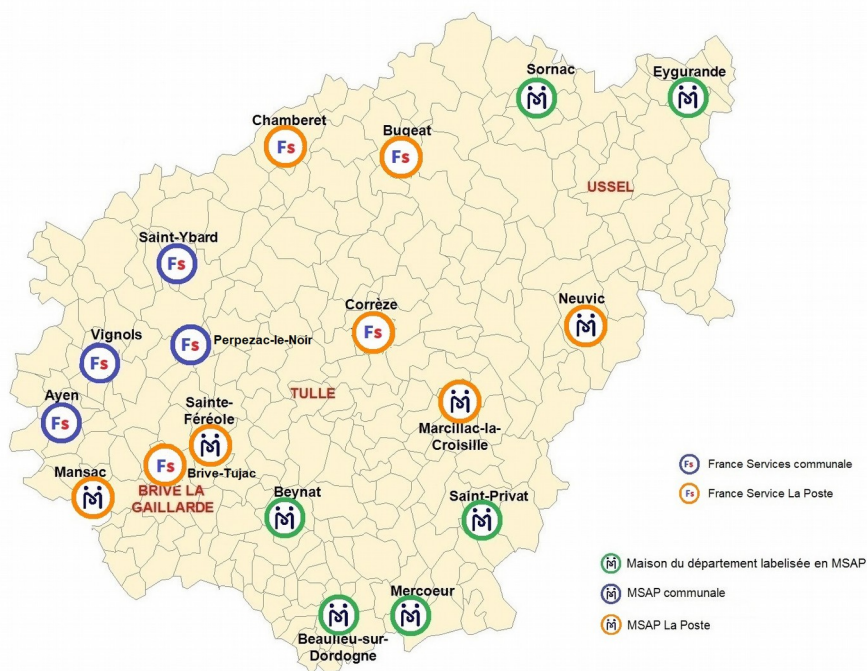 Sornac
Eygurande
Chamberet
Fs
Bugeat
Fs
USSEL
Saint-Ybard
Fs
Neuvic
Corrèze
Fs
Vignols
Fs
Fs
Perpezac-le-Noir
TULLE
Ayen
Fs
Sainte-
Féréole
Marcillac-la-
Croisille
Fs
Brive-Tujac
Mansac
BRIVE LA
GAILLARDE
Beynat
Saint-Privat
Mercoeur
Beaulieu-sur-
Dordogne
Fs France Services communale
Fs France Service La Poste
Maison du département labelisée en MSAP
MSAP communale
MSAP La Poste